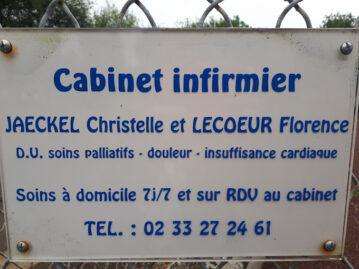 Cabinet infirmier
JAECKEL Christelle et LECOEUR Florence
D.U. soins palliatifs - douleur - insuffisance cardiaque
Soins à domicile 7j/7 et sur RDV au cabinet
TEL. : 02 33 27 24 61